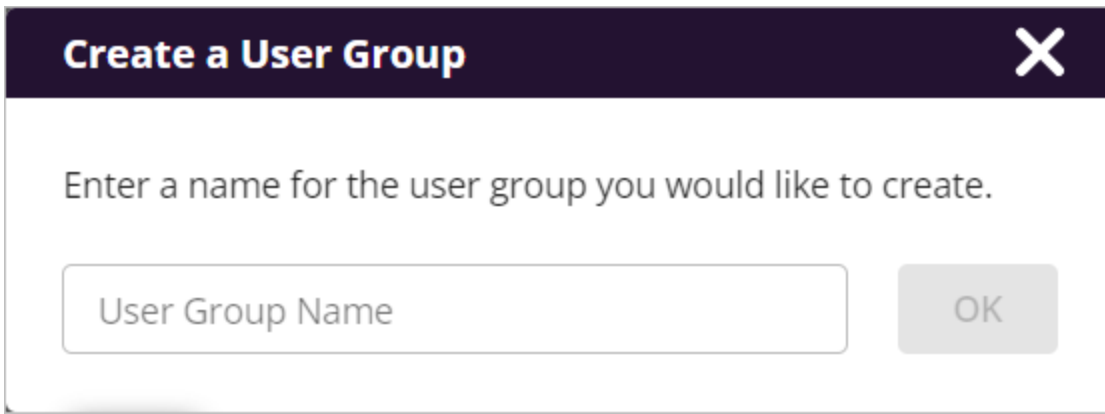 Create a User Group
Enter a name for the user group you would like to create.
User Group Name
OK